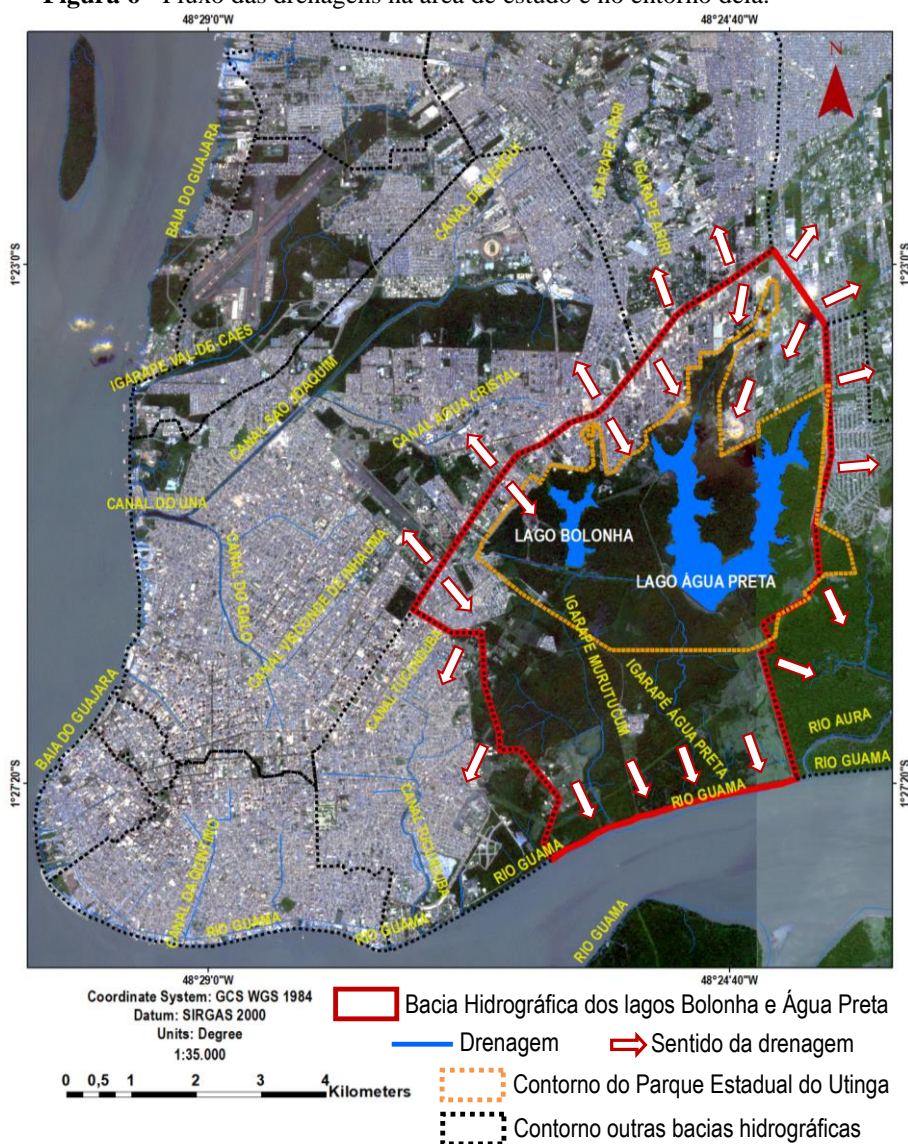 Figura 6 - Fluxo das drenagens na área de estudo e no entorno dela.
48°29'0"W
48°24'40"W
N
BAIA DO GUAJARA
CANAL DO BENGUI
IGARAPE ARIRI
IGARAPE ARIRI
1°23'0"S
1°23'0"S
IGARAPE VAL-DE-CAES
CANAL SAO JOAQUIM
CANAL ÁGUA CRISTAL
CANAL DO UNA
CANAL DO GALO
CANAL VISCONDE DE INHAUMA
LAGO BOLONHA
LAGO ÁGUA PRETA
CANAL TUCUNDUBA
IGARAPE MURUTUCUM
IGARAPE ÁGUA PRETA
BAIA DO GUAJARA
RIO AURA
RIO GUAMA
1°27'20"S
1°27'20"S
RIO GUAMA
CANAL DA QUINTINO
CANAL TUCUNDUBA
RIO GUAMA
RIO GUAMA
RIO GUAMA
RIO GUAMA
48°29'0"W
48°24'40"W
Coordinate System: GCS WGS 1984
Datum: SIRGAS 2000
Units: Degree
1:35.000
0 0,5 1 2 3 4 Kilometers
Bacia Hidrográfica dos lagos Bolonha e Água Preta
Drenagem
Sentido da drenagem
Contorno do Parque Estadual do Utinga
Contorno outras bacias hidrográficas